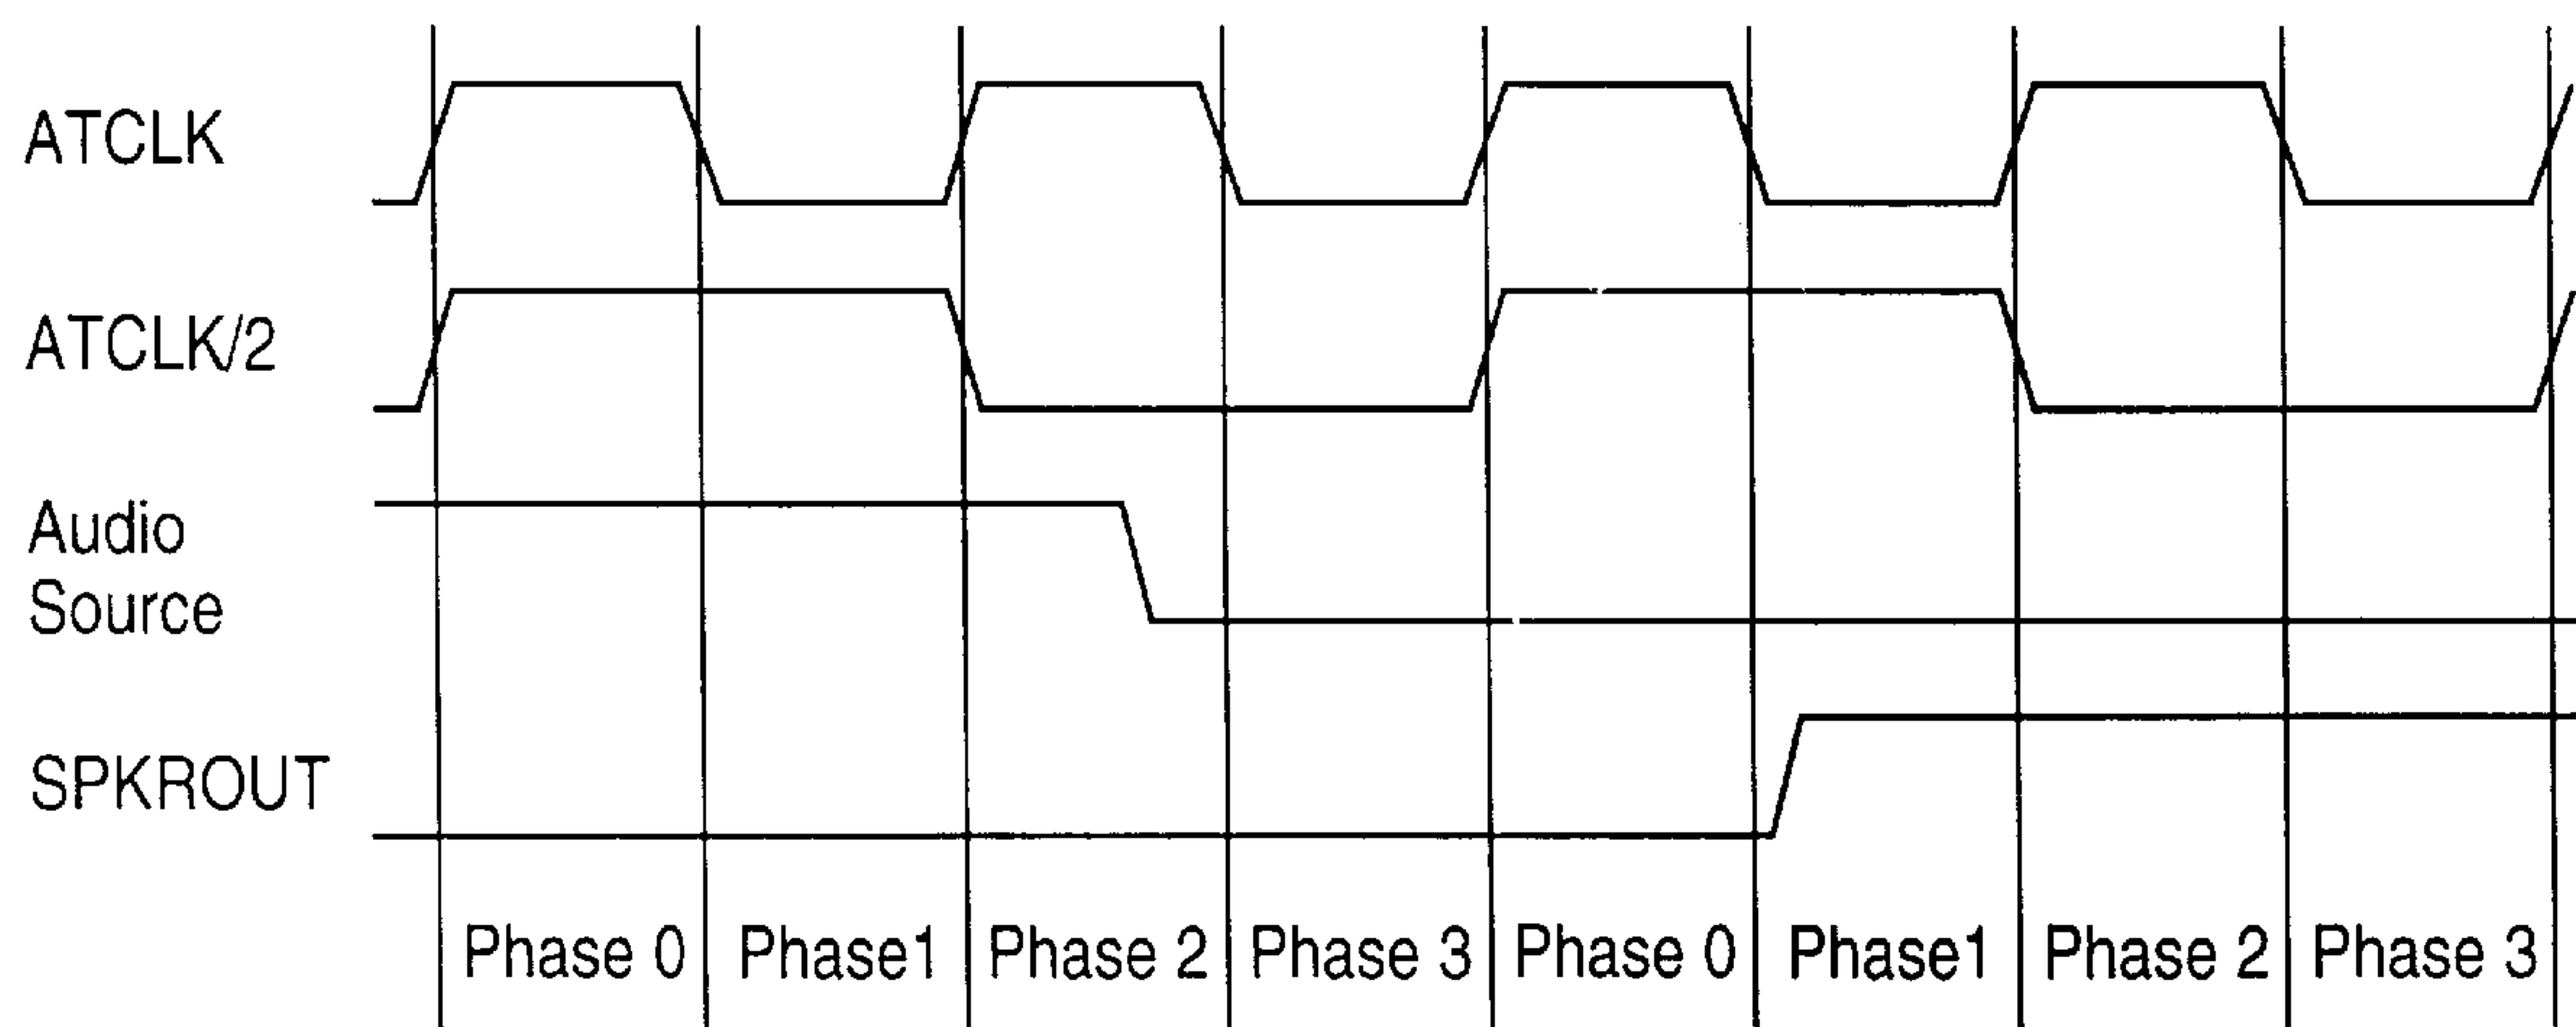 ATCLK
ATCLK/2
Audio
Source
SPKROUT
Phase 0 Phase1 Phase 2 Phase 3 Phase 0 Phase1 Phase 2 Phase 3